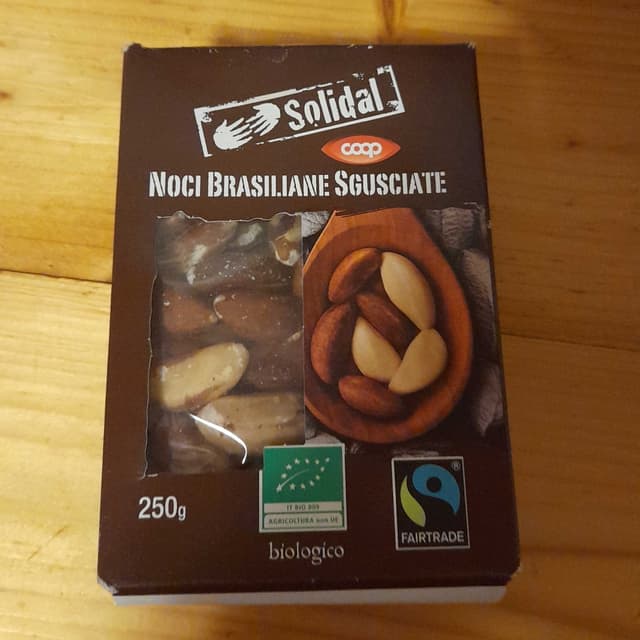 Solidal
coop
NOCI BRASILIANE SGUSCIATE
250g
IT BIO 009
AGRICOLTURA non UE
biologico
®
FAIRTRADE